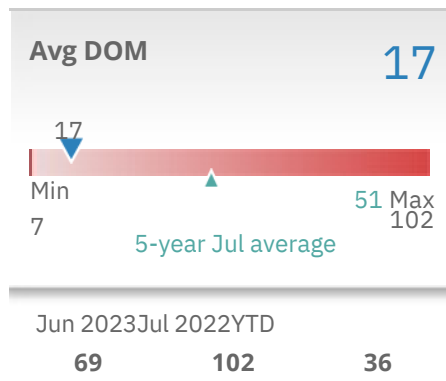 Avg DOM 17
17
Min 51 Max
7 102
5-year Jul average
Jun 2023Jul 2022YTD
69 102 36